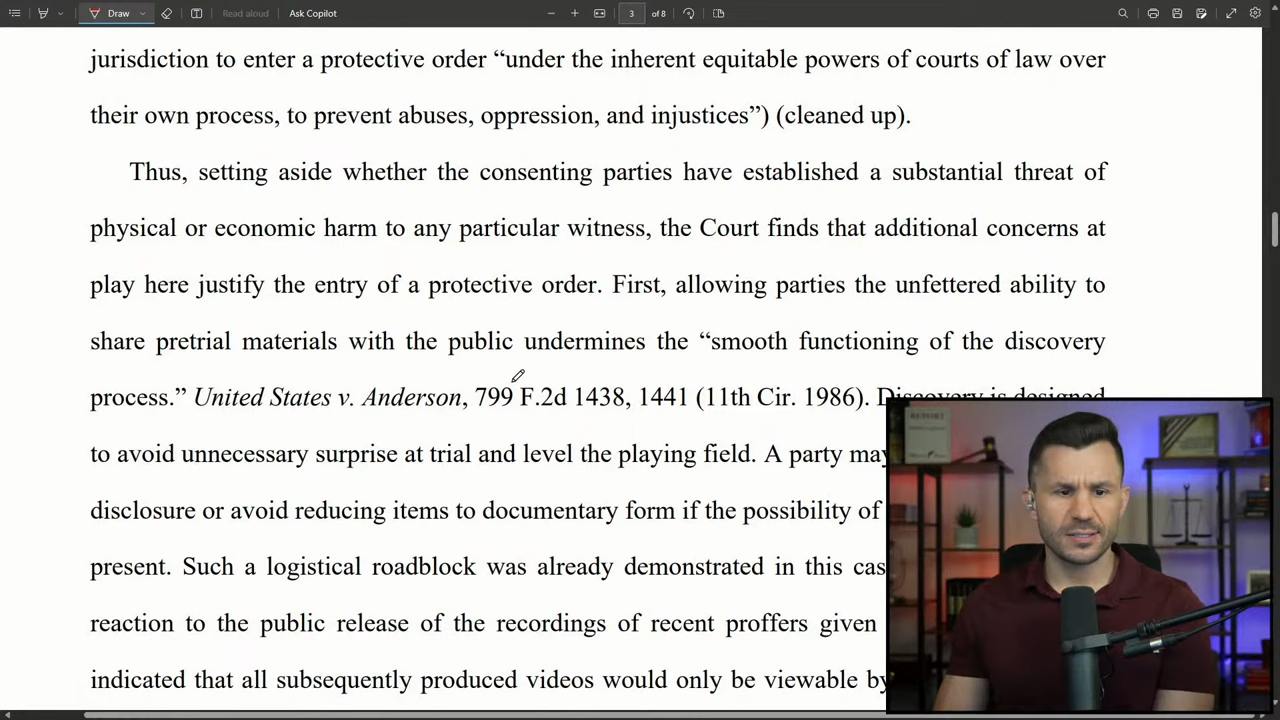 Draw
Read aloud
Ask Copilot
3 of 8
jurisdiction to enter a protective order “under the inherent equitable powers of courts of law over
their own process, to prevent abuses, oppression, and injustices”) (cleaned up).
Thus, setting aside whether the consenting parties have established a substantial threat of
physical or economic harm to any particular witness, the Court finds that additional concerns at
play here justify the entry of a protective order. First, allowing parties the unfettered ability to
share pretrial materials with the public undermines the “smooth functioning of the discovery
process.” United States v. Anderson, 799 F.2d 1438, 1441 (11th Cir. 1986). Discovery is designed
to avoid unnecessary surprise at trial and level the playing field. A party may
disclosure or avoid reducing items to documentary form if the possibility of
present. Such a logistical roadblock was already demonstrated in this cas
reaction to the public release of the recordings of recent proffers given
indicated that all subsequently produced videos would only be viewable by